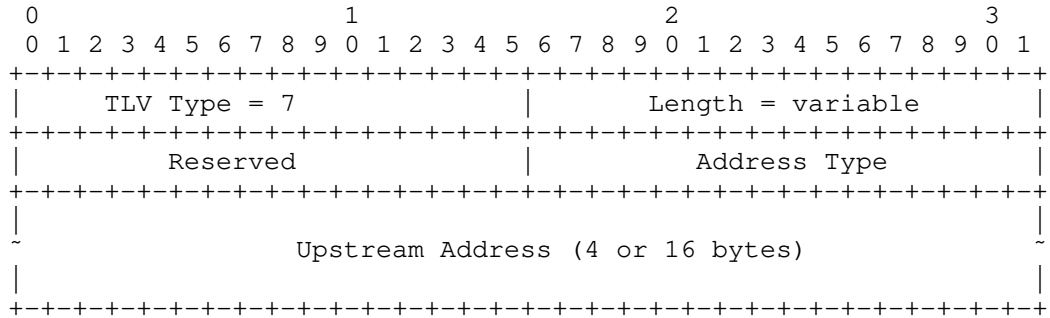 0                   1                   2                   3
 0 1 2 3 4 5 6 7 8 9 0 1 2 3 4 5 6 7 8 9 0 1 2 3 4 5 6 7 8 9 0 1
+-+-+-+-+-+-+-+-+-+-+-+-+-+-+-+-+-+-+-+-+-+-+-+-+-+-+-+-+-+-+-+-+
|     TLV Type = 7              |       Length = variable       |
+-+-+-+-+-+-+-+-+-+-+-+-+-+-+-+-+-+-+-+-+-+-+-+-+-+-+-+-+-+-+-+-+
|         Reserved              |          Address Type         |
+-+-+-+-+-+-+-+-+-+-+-+-+-+-+-+-+-+-+-+-+-+-+-+-+-+-+-+-+-+-+-+-+
|                                                               |
~                 Upstream Address (4 or 16 bytes)              ~
|                                                               |
+-+-+-+-+-+-+-+-+-+-+-+-+-+-+-+-+-+-+-+-+-+-+-+-+-+-+-+-+-+-+-+-+